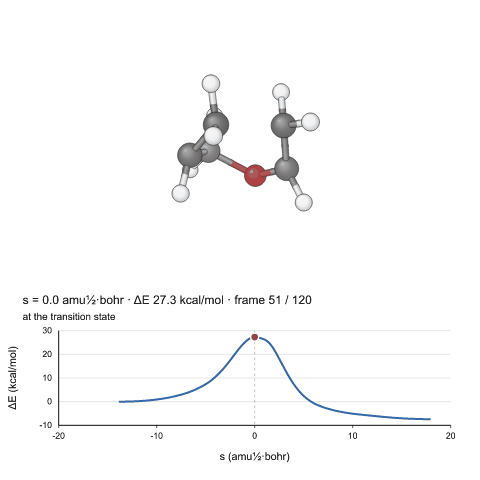 s = 0.0 amu½·bohr · ΔE 27.3 kcal/mol · frame 51 / 120
at the transition state
30
20
10
0
-10
ΔE (kcal/mol)
-20 -10 0 10 20
s (amu½·bohr)